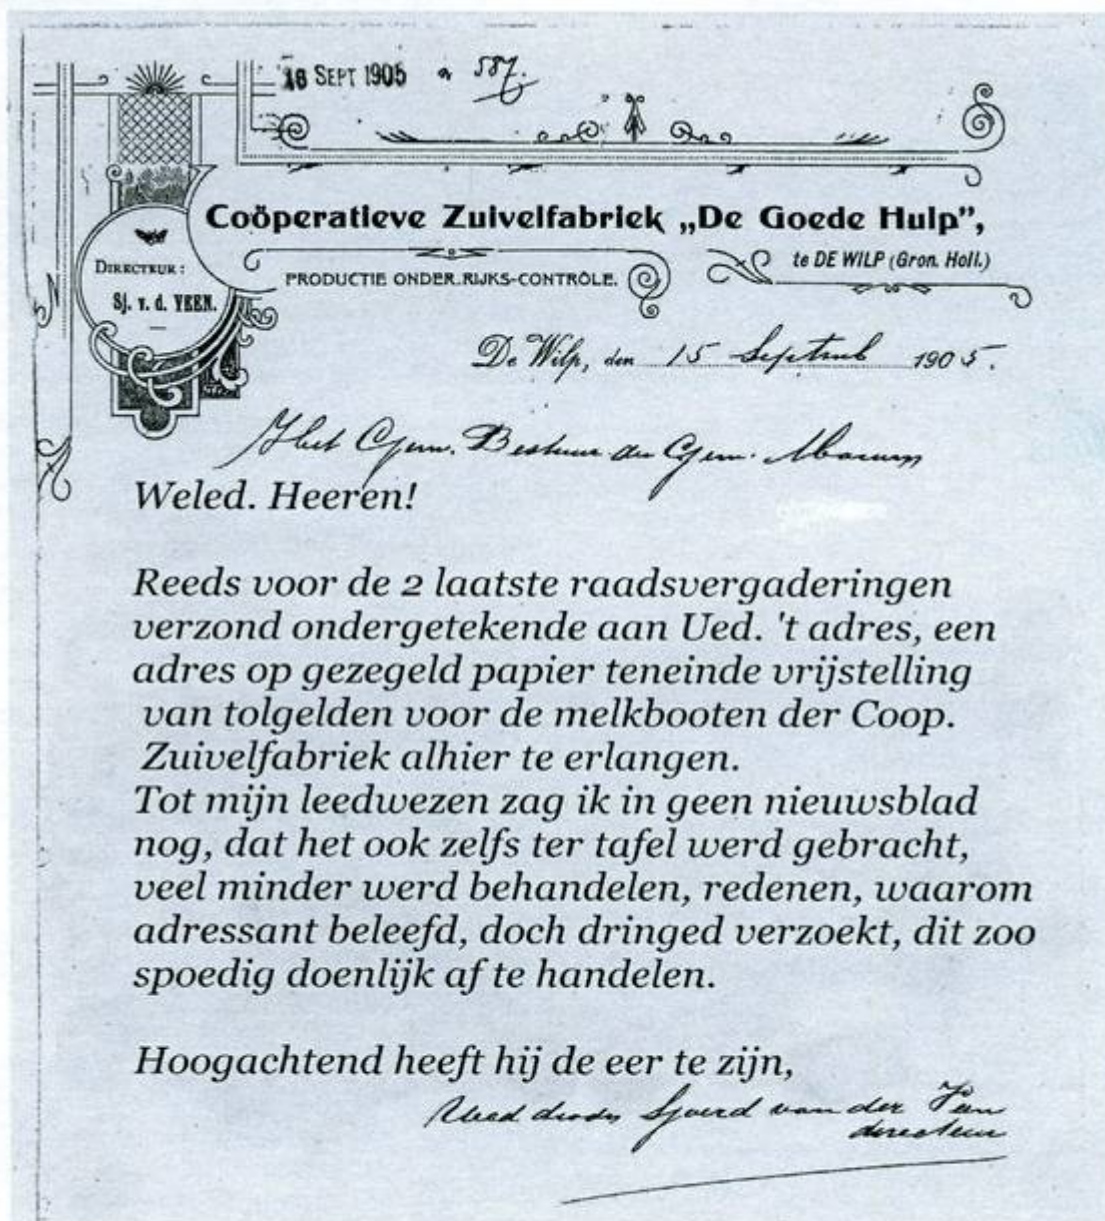 16 SEPT 1905 n 587.
Coöperatieve Zuivelfabriek „De Goede Hulp”,
te DE WILP (Gron. Holl.)
PRODUCTIE ONDER RIJKS-CONTRÔLE.
DIRECTEUR:
Sj. v. d. VEEN.
De Wilp, den 15 Septemb 1905.
Het Gem. Bestuur der Gem. Marum
Weled. Heeren!
Reeds voor de 2 laatste raadsvergaderingen
verzond ondergetekende aan Ued. 't adres, een
adres op gezegeld papier teneinde vrijstelling
van tolgelden voor de melkbooten der Coop.
Zuivelfabriek alhier te erlangen.
Tot mijn leedwezen zag ik in geen nieuwsblad
nog, dat het ook zelfs ter tafel werd gebracht,
veel minder werd behandelen, redenen, waarom
adressant beleefd, doch dringed verzoekt, dit zoo
spoedig doenlijk af te handelen.
Hoogachtend heeft hij de eer te zijn,
Sjoerd van der Veen
directeur